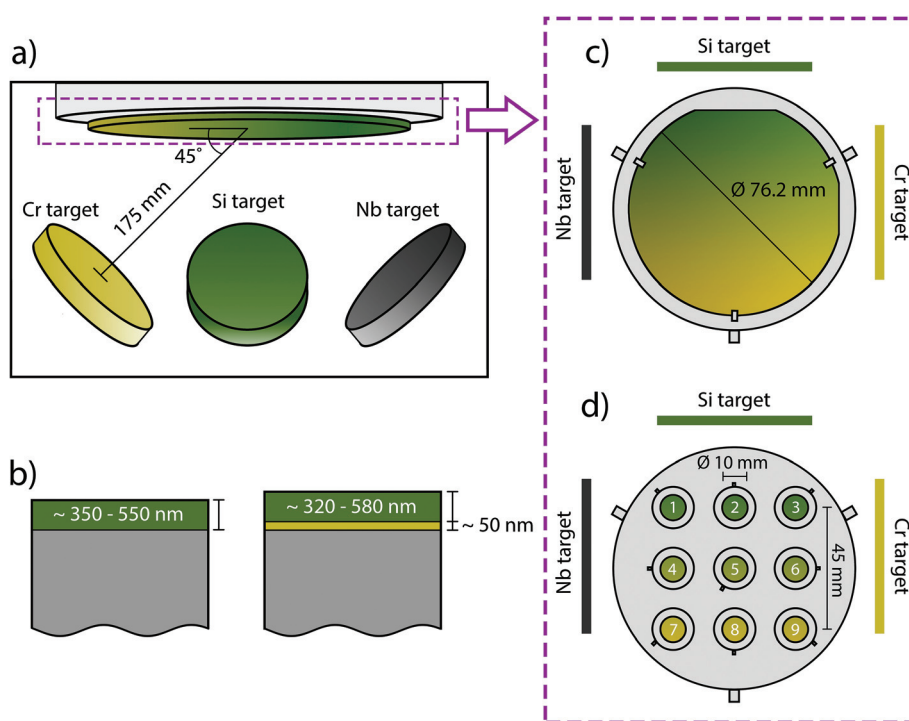 a)
45°
175 mm
Cr target
Si target
Nb target
b)
~ 350 - 550 nm
~ 320 - 580 nm
~ 50 nm
c)
Si target
Nb target
Ø 76.2 mm
Cr target
d)
Si target
Nb target
Ø 10 mm
1 2 3
4 5 6
7 8 9
45 mm
Cr target